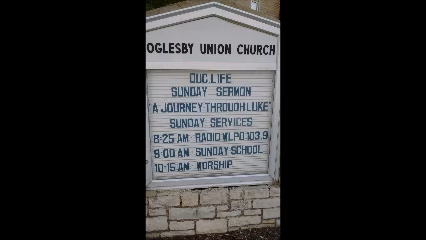 OGLESBY UNION CHURCH
OUC.LIFE
SUNDAY SERMON
"A JOURNEY THROUGH LUKE"
SUNDAY SERVICES
8:25 AM RADIO WLPO 103.9
9:00 AM SUNDAY SCHOOL
10:15 AM WORSHIP